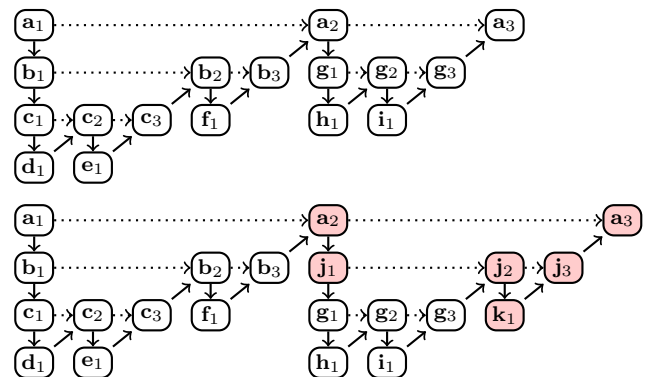 a₁ a₂ a₃
b₁ b₂ b₃ g₁ g₂ g₃
c₁ c₂ c₃ f₁ h₁ i₁
d₁ e₁
a₁ a₂ a₃
b₁ b₂ b₃ j₁ j₂ j₃
c₁ c₂ c₃ f₁ g₁ g₂ g₃ k₁
d₁ e₁ h₁ i₁